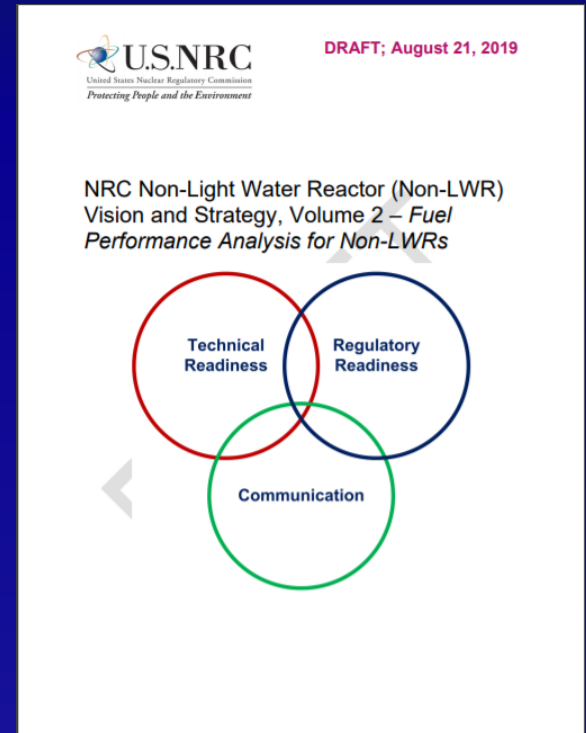 U.S.NRC
United States Nuclear Regulatory Commission
Protecting People and the Environment
DRAFT; August 21, 2019
NRC Non-Light Water Reactor (Non-LWR)
Vision and Strategy, Volume 2 – Fuel
Performance Analysis for Non-LWRs
Technical
Readiness
Regulatory
Readiness
Communication